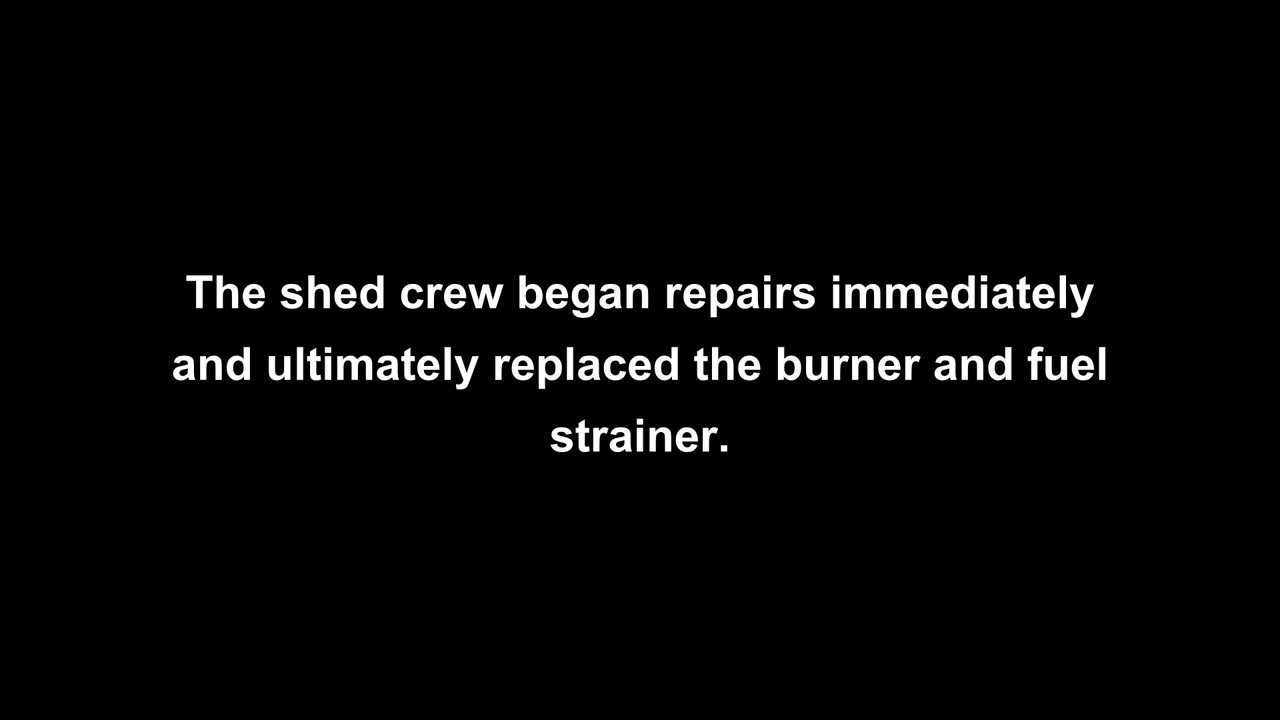 The shed crew began repairs immediately
and ultimately replaced the burner and fuel
strainer.